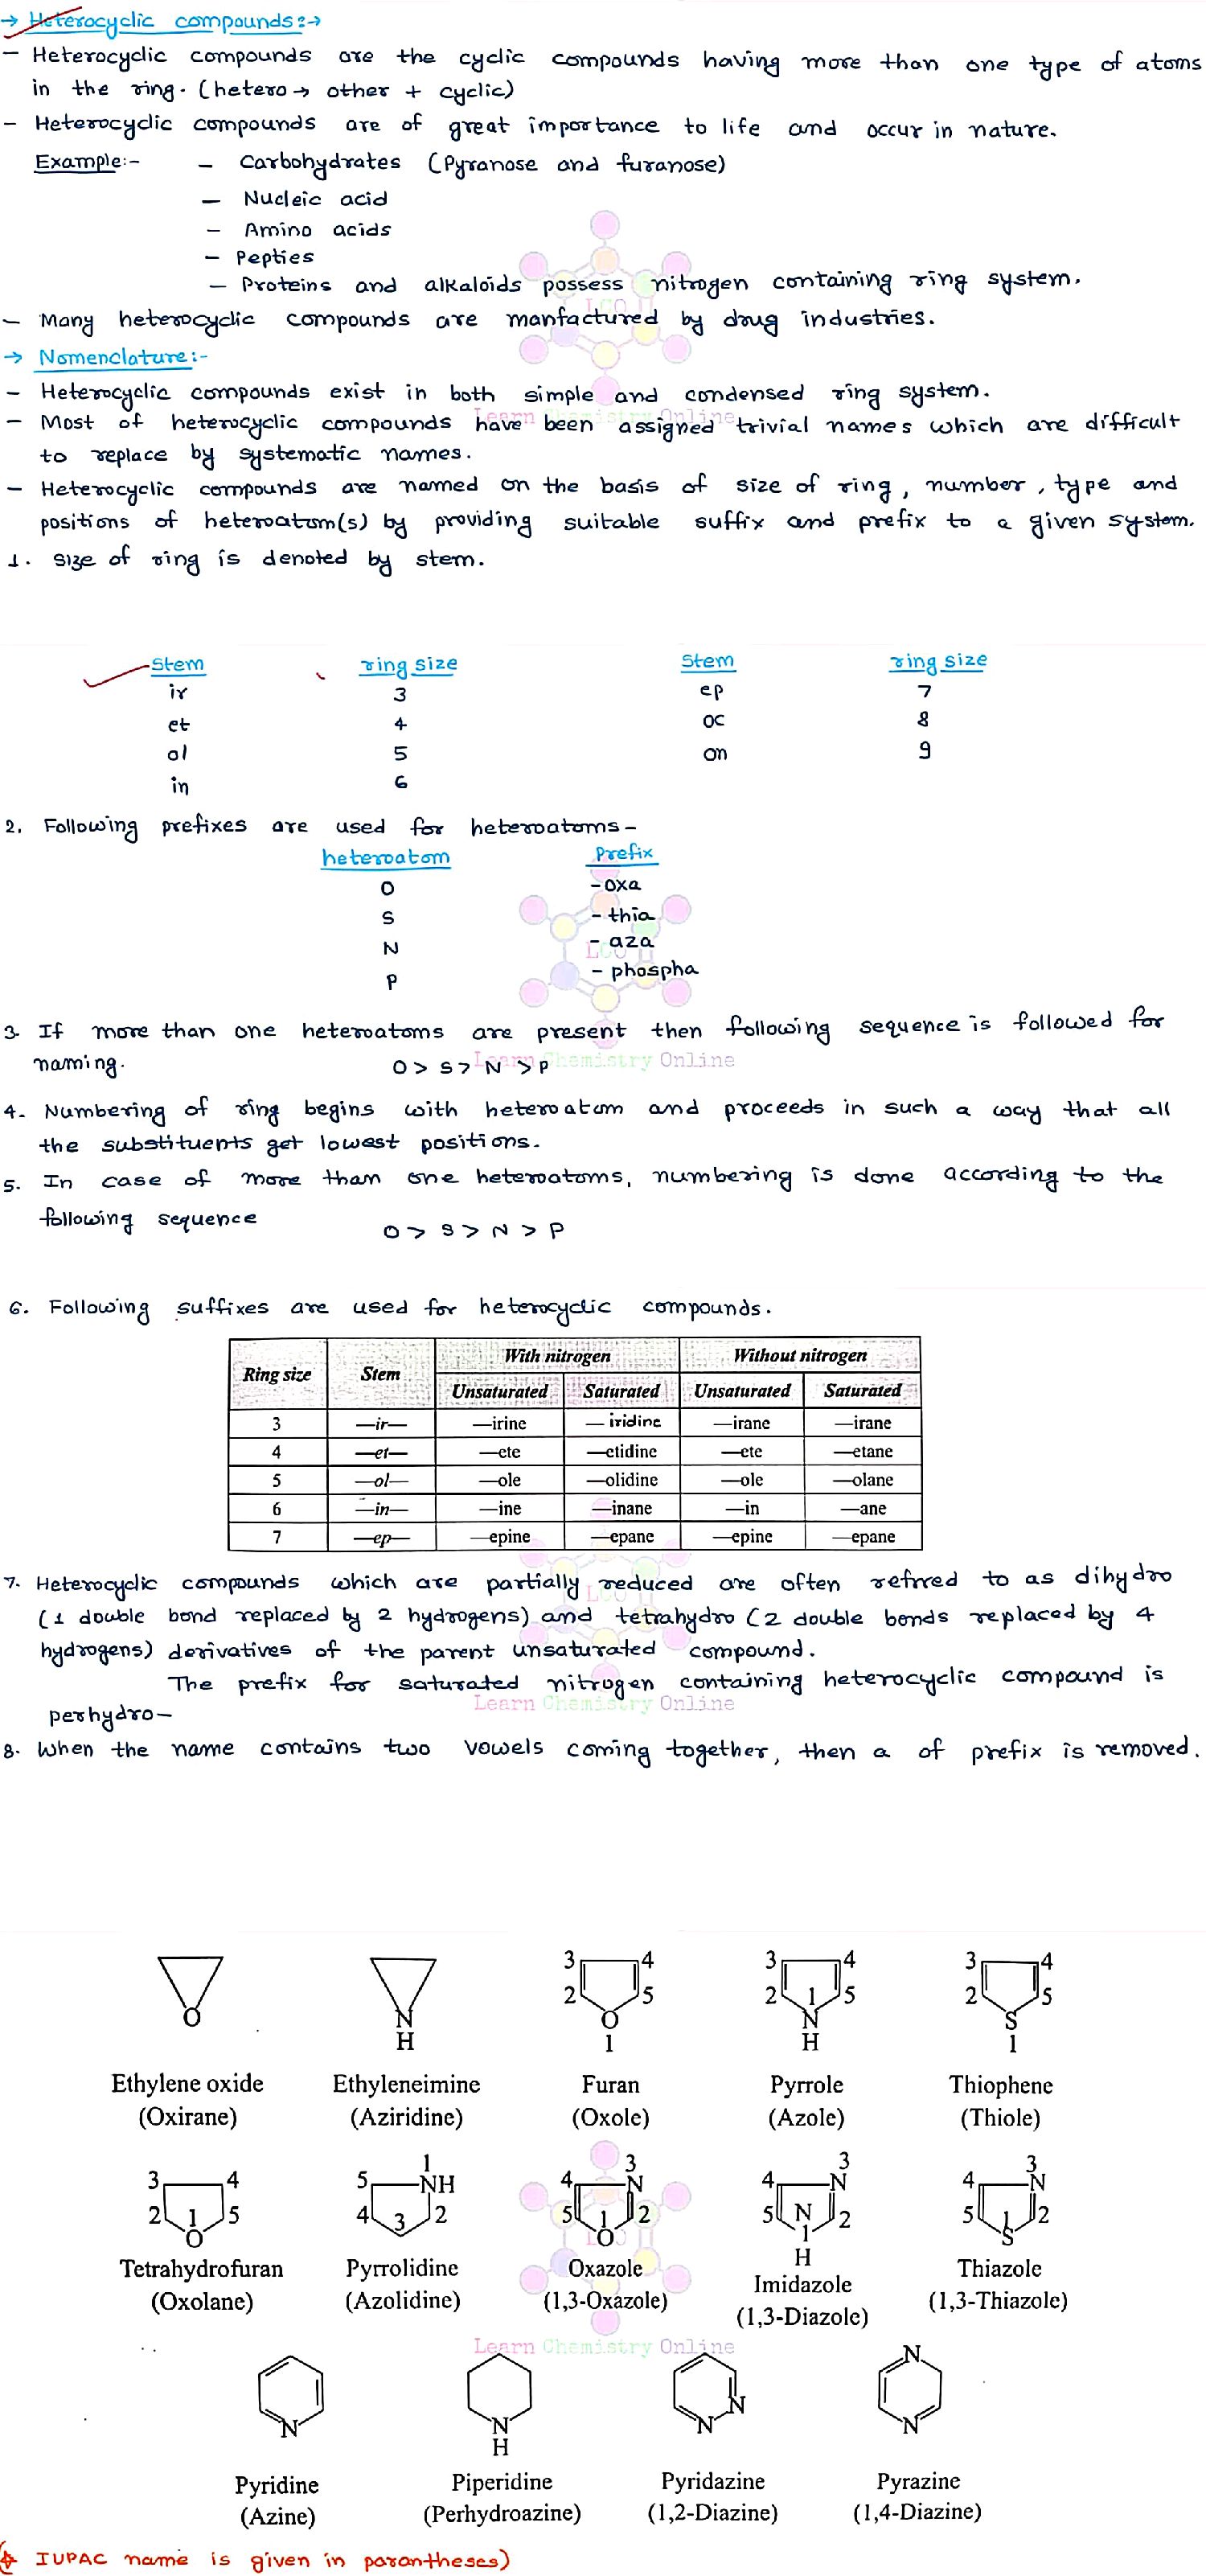 → Heterocyclic compounds:→
– Heterocyclic compounds are the cyclic compounds having more than one type of atoms
in the ring. (hetero → other + cyclic)
– Heterocyclic compounds are of great importance to life and occur in nature.
Example:- – Carbohydrates (Pyranose and furanose)
– Nucleic acid
– Amino acids
– Pepties
– Proteins and alkaloids possess nitrogen containing ring system.
LCO
– Many heterocyclic compounds are manfactured by drug industries.
→ Nomenclature:-
– Heterocyclic compounds exist in both simple and condensed ring system.
Learn Chemistry Online
– Most of heterocyclic compounds have been assigned trivial names which are difficult
to replace by systematic names.
– Heterocyclic compounds are named on the basis of size of ring, number, type and
positions of heteroatom(s) by providing suitable suffix and prefix to a given system.
1. Size of ring is denoted by stem.
Stem ring size Stem ring size
ir 3 ep 7
et 4 oc 8
ol 5 on 9
in 6
2. Following prefixes are used for heteroatoms –
heteroatom Prefix
O – oxa
S – thia
N – aza
LCO
P – phospha
3. If more than one heteroatoms are present then following sequence is followed for
naming. O > S > N > P
Learn Chemistry Online
4. Numbering of ring begins with heteroatom and proceeds in such a way that all
the substituents get lowest positions.
5. In case of more than one heteroatoms, numbering is done according to the
following sequence O > S > N > P
6. Following suffixes are used for heterocyclic compounds.
Ring size Stem With nitrogen Without nitrogen
Unsaturated Saturated Unsaturated Saturated
3 —ir— —irine —iridine —irane —irane
4 —et— —ete —etidine —ete —etane
5 —ol— —ole —olidine —ole —olane
6 —in— —ine —inane —in —ane
7 —ep— —epine —epane —epine —epane
7. Heterocyclic compounds which are partially reduced are often refrred to as dihydro
LCO
(1 double bond replaced by 2 hydrogens) and tetrahydro (2 double bonds replaced by 4
hydrogens) derivatives of the parent unsaturated compound.
The prefix for saturated nitrogen containing heterocyclic compound is
Learn Chemistry Online
perhydro –
8. When the name contains two vowels coming together, then a of prefix is removed.
3 4 3 4 3 4
2 5 2 1 5 2 5
O N O N S
H 1 H 1
Ethylene oxide Ethyleneimine Furan Pyrrole Thiophene
(Oxirane) (Aziridine) (Oxole) (Azole) (Thiole)
3 4 5 1 NH 4 3 N 4 3 N 4 3 N
2 1 5 4 3 2 5 1 2 5 N 2 5 1 2
O O 1 S
LCO
H
Tetrahydrofuran Pyrrolidine Oxazole Imidazole Thiazole
(Oxolane) (Azolidine) (1,3-Oxazole) (1,3-Diazole) (1,3-Thiazole)
Learn Chemistry Online
N
N
N N N N
H
Pyridine Piperidine Pyridazine Pyrazine
(Azine) (Perhydroazine) (1,2-Diazine) (1,4-Diazine)
(* IUPAC name is given in parantheses)